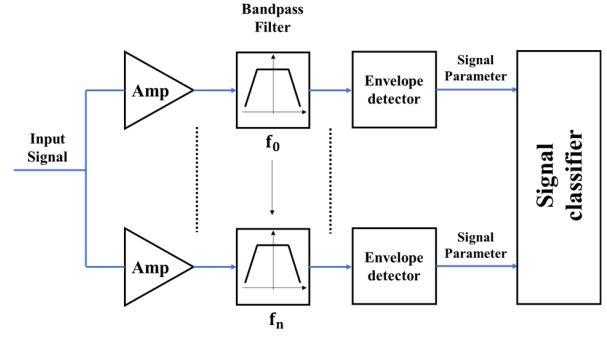 Bandpass
Filter
Amp
Envelope
detector
Signal
Parameter
f₀
Input
Signal
Signal
classifier
Amp
Envelope
detector
Signal
Parameter
fₙ